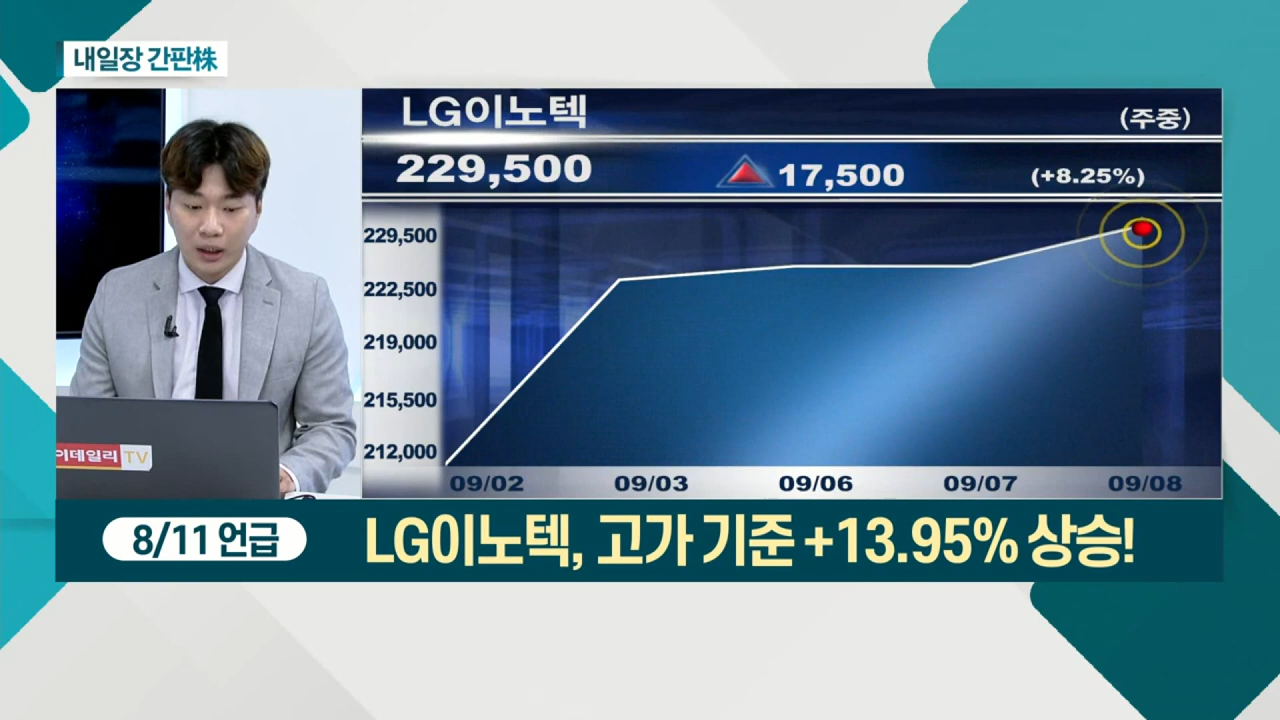 내일장 간판株
LG이노텍
(주중)
229,500
17,500
(+8.25%)
229,500
222,500
219,000
215,500
212,000
09/02 09/03 09/06 09/07 09/08
이데일리TV
8/11 언급
LG이노텍, 고가 기준 +13.95% 상승!